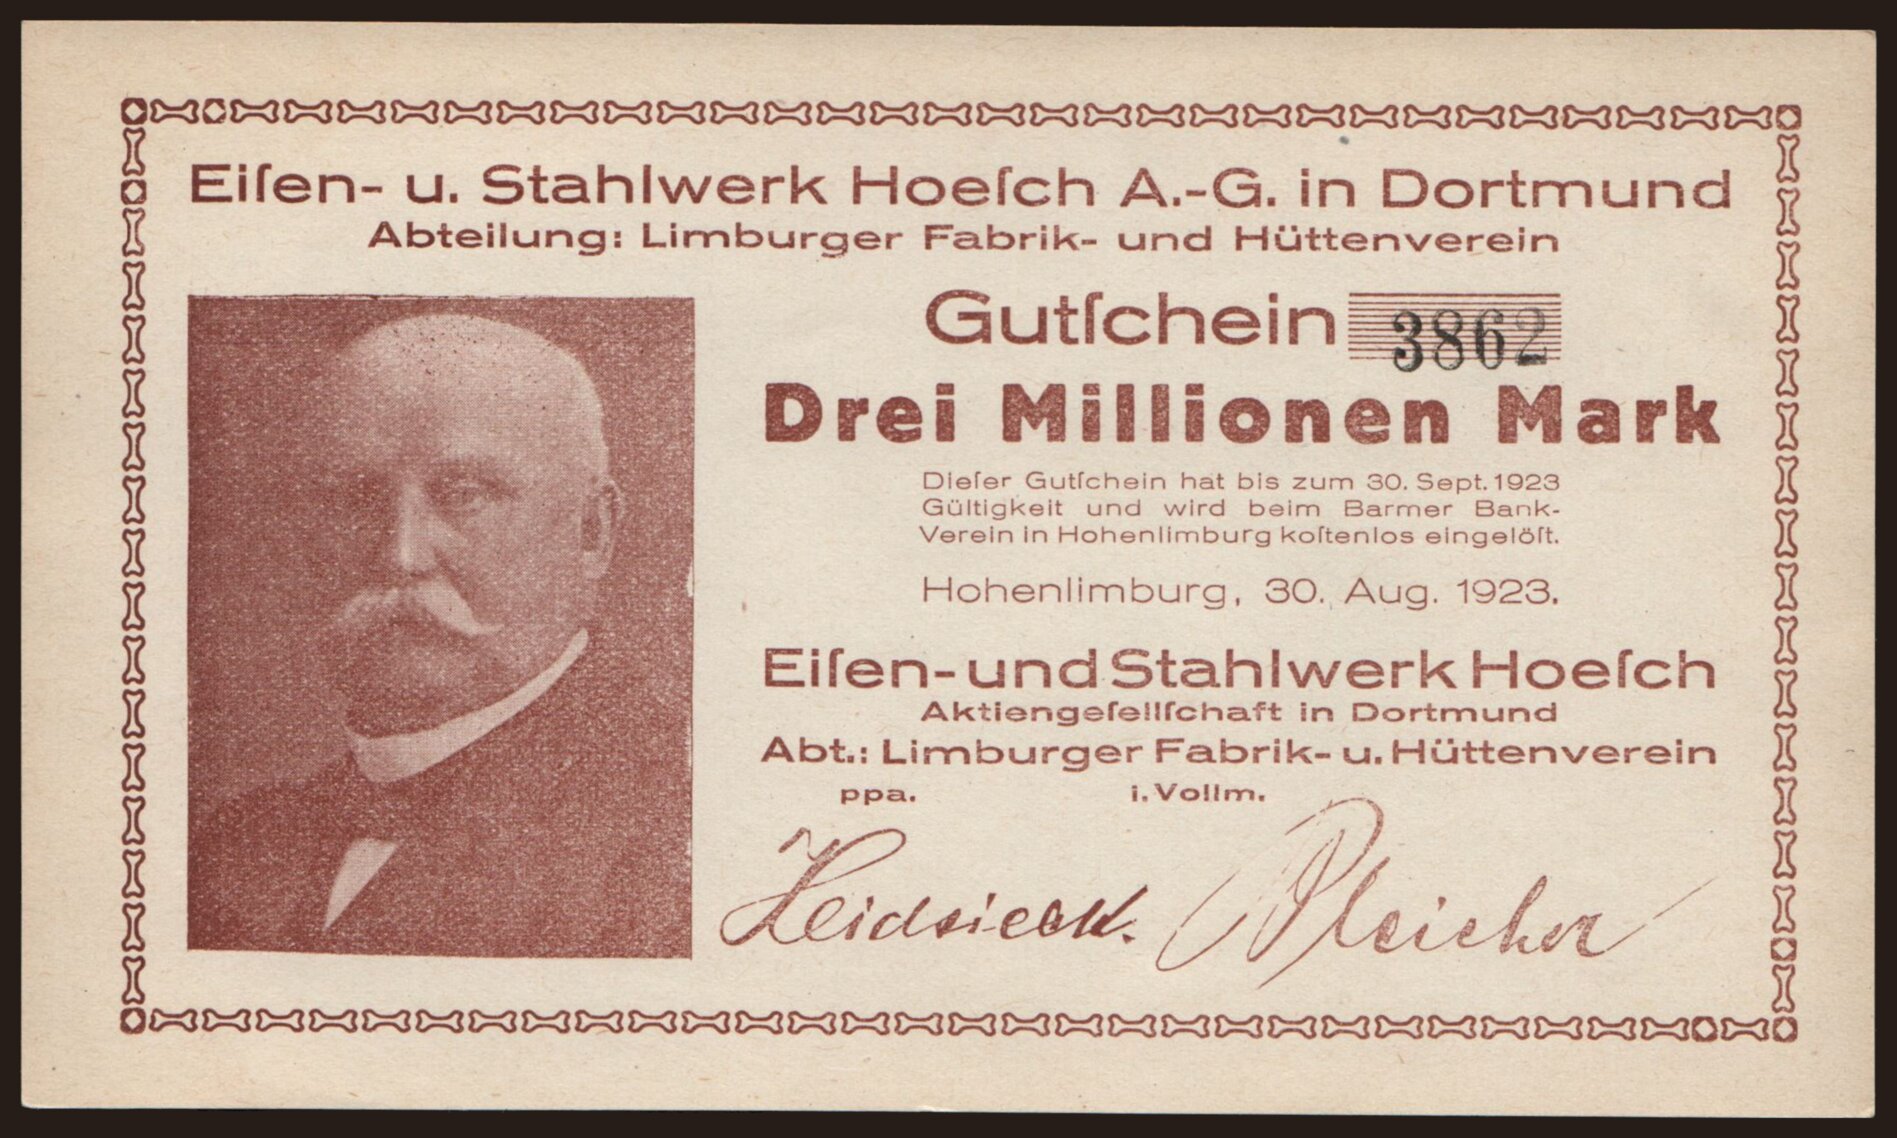 Eiſen- u. Stahlwerk Hoeſch A.-G. in Dortmund
Abteilung: Limburger Fabrik- und Hüttenverein
Gutſchein 3862
Drei Millionen Mark
Dieſer Gutſchein hat bis zum 30. Sept. 1923
Gültigkeit und wird beim Barmer Bank-
Verein in Hohenlimburg koſtenlos eingelöſt.
Hohenlimburg, 30. Aug. 1923.
Eiſen- und Stahlwerk Hoeſch
Aktiengeſellſchaft in Dortmund
Abt.: Limburger Fabrik- u. Hüttenverein
ppa. i. Vollm.
Heidsieck. Pleicher